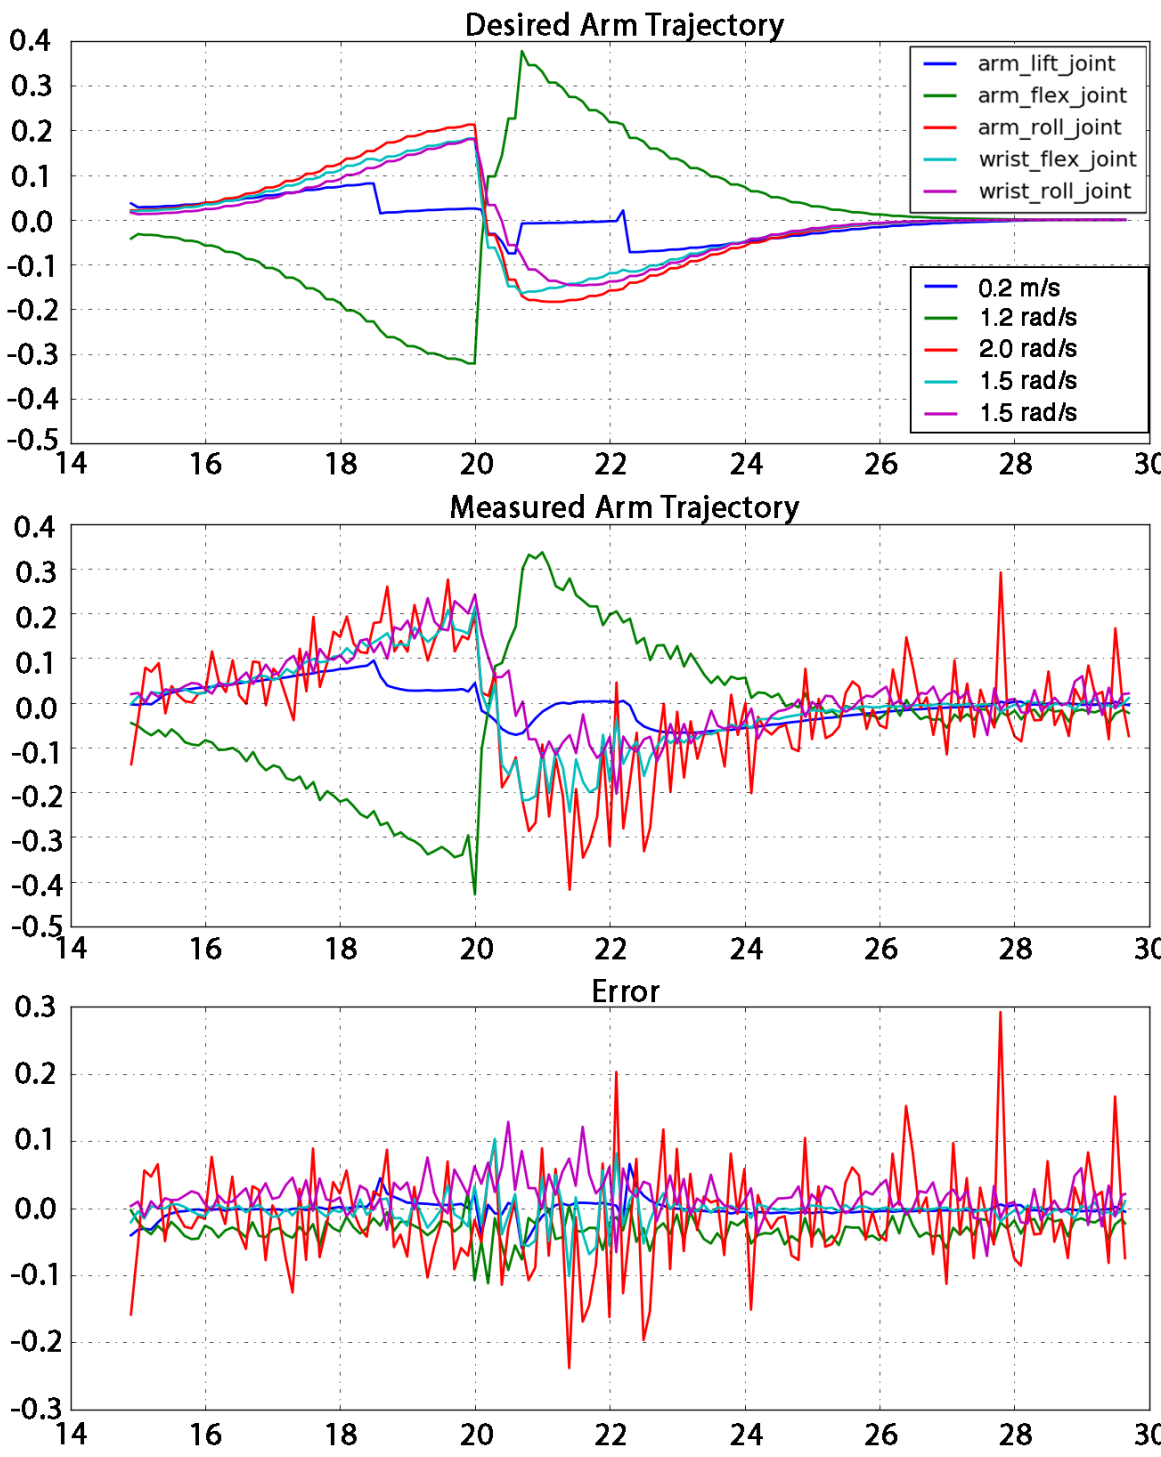 Desired Arm Trajectory
0.4
0.3
0.2
0.1
0.0
-0.1
-0.2
-0.3
-0.4
-0.5
arm_lift_joint
arm_flex_joint
arm_roll_joint
wrist_flex_joint
wrist_roll_joint
0.2 m/s
1.2 rad/s
2.0 rad/s
1.5 rad/s
1.5 rad/s
14 16 18 20 22 24 26 28 30
Measured Arm Trajectory
0.4
0.3
0.2
0.1
0.0
-0.1
-0.2
-0.3
-0.4
-0.5
14 16 18 20 22 24 26 28 30
Error
0.3
0.2
0.1
0.0
-0.1
-0.2
-0.3
14 16 18 20 22 24 26 28 30